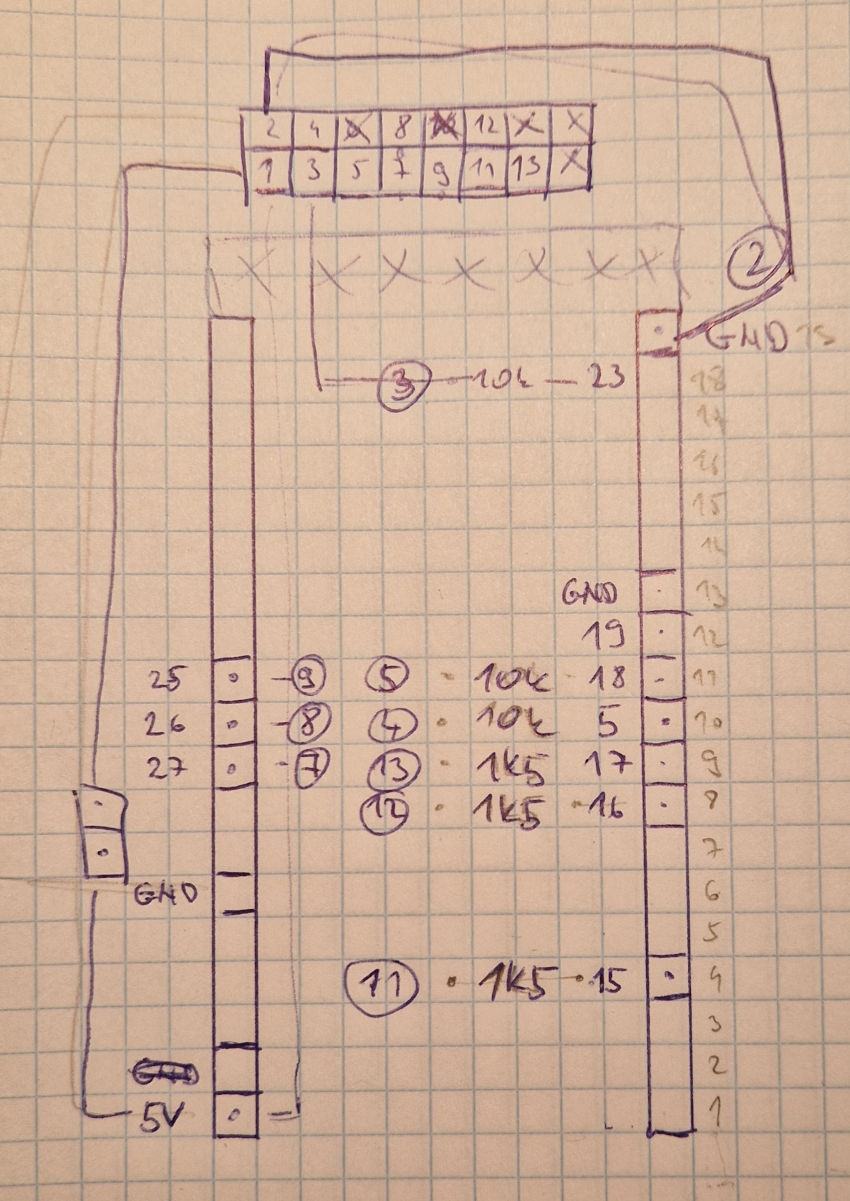 2 4 X 8 X 12 X X
1 3 5 7 9 11 13 X
X X X X X X X
2
GND
3 10k 23 18
17
16
15
14
GND 13
19 12
25 9 5 10k 18 11
26 8 4 10k 5 10
27 7 13 1K5 17 9
12 1K5 16 8
7
GND 6
5
11 1K5 15 4
3
2
5V 1